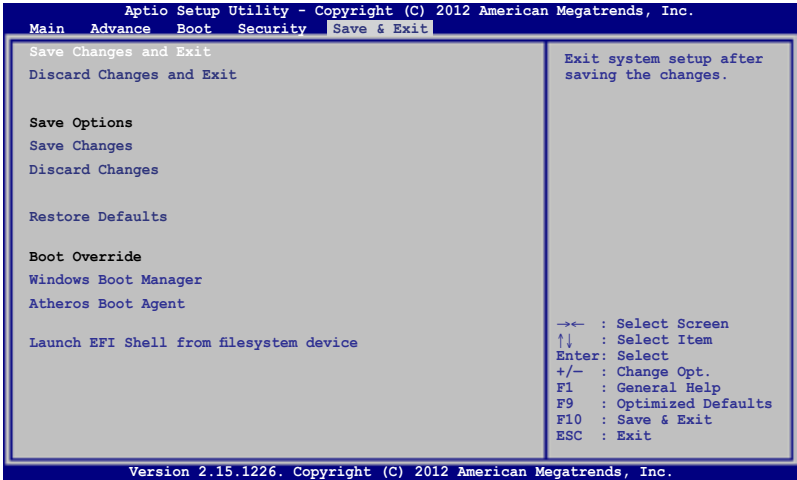 Aptio Setup Utility - Copyright (C) 2012 American Megatrends, Inc.
Main Advance Boot Security Save & Exit
Save Changes and Exit
Discard Changes and Exit
Save Options
Save Changes
Discard Changes
Restore Defaults
Boot Override
Windows Boot Manager
Atheros Boot Agent
Launch EFI Shell from filesystem device
Exit system setup after
saving the changes.
→← : Select Screen
↑↓ : Select Item
Enter: Select
+/— : Change Opt.
F1 : General Help
F9 : Optimized Defaults
F10 : Save & Exit
ESC : Exit
Version 2.15.1226. Copyright (C) 2012 American Megatrends, Inc.